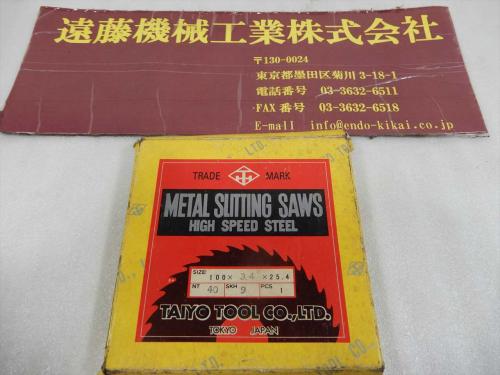 遠藤機械工業株式会社
〒130-0024
東京都墨田区菊川 3-18-1
電話番号 03-3632-6511
FAX番号 03-3632-6518
E-mail info@endo-kikai.co.jp
TRADE MARK
METAL SLITTING SAWS
HIGH SPEED STEEL
SIZE 100 × 3.4 × 25.4
NT 40 SKH 9 PCS 1
TAIYO TOOL CO.,LTD.
TOKYO JAPAN